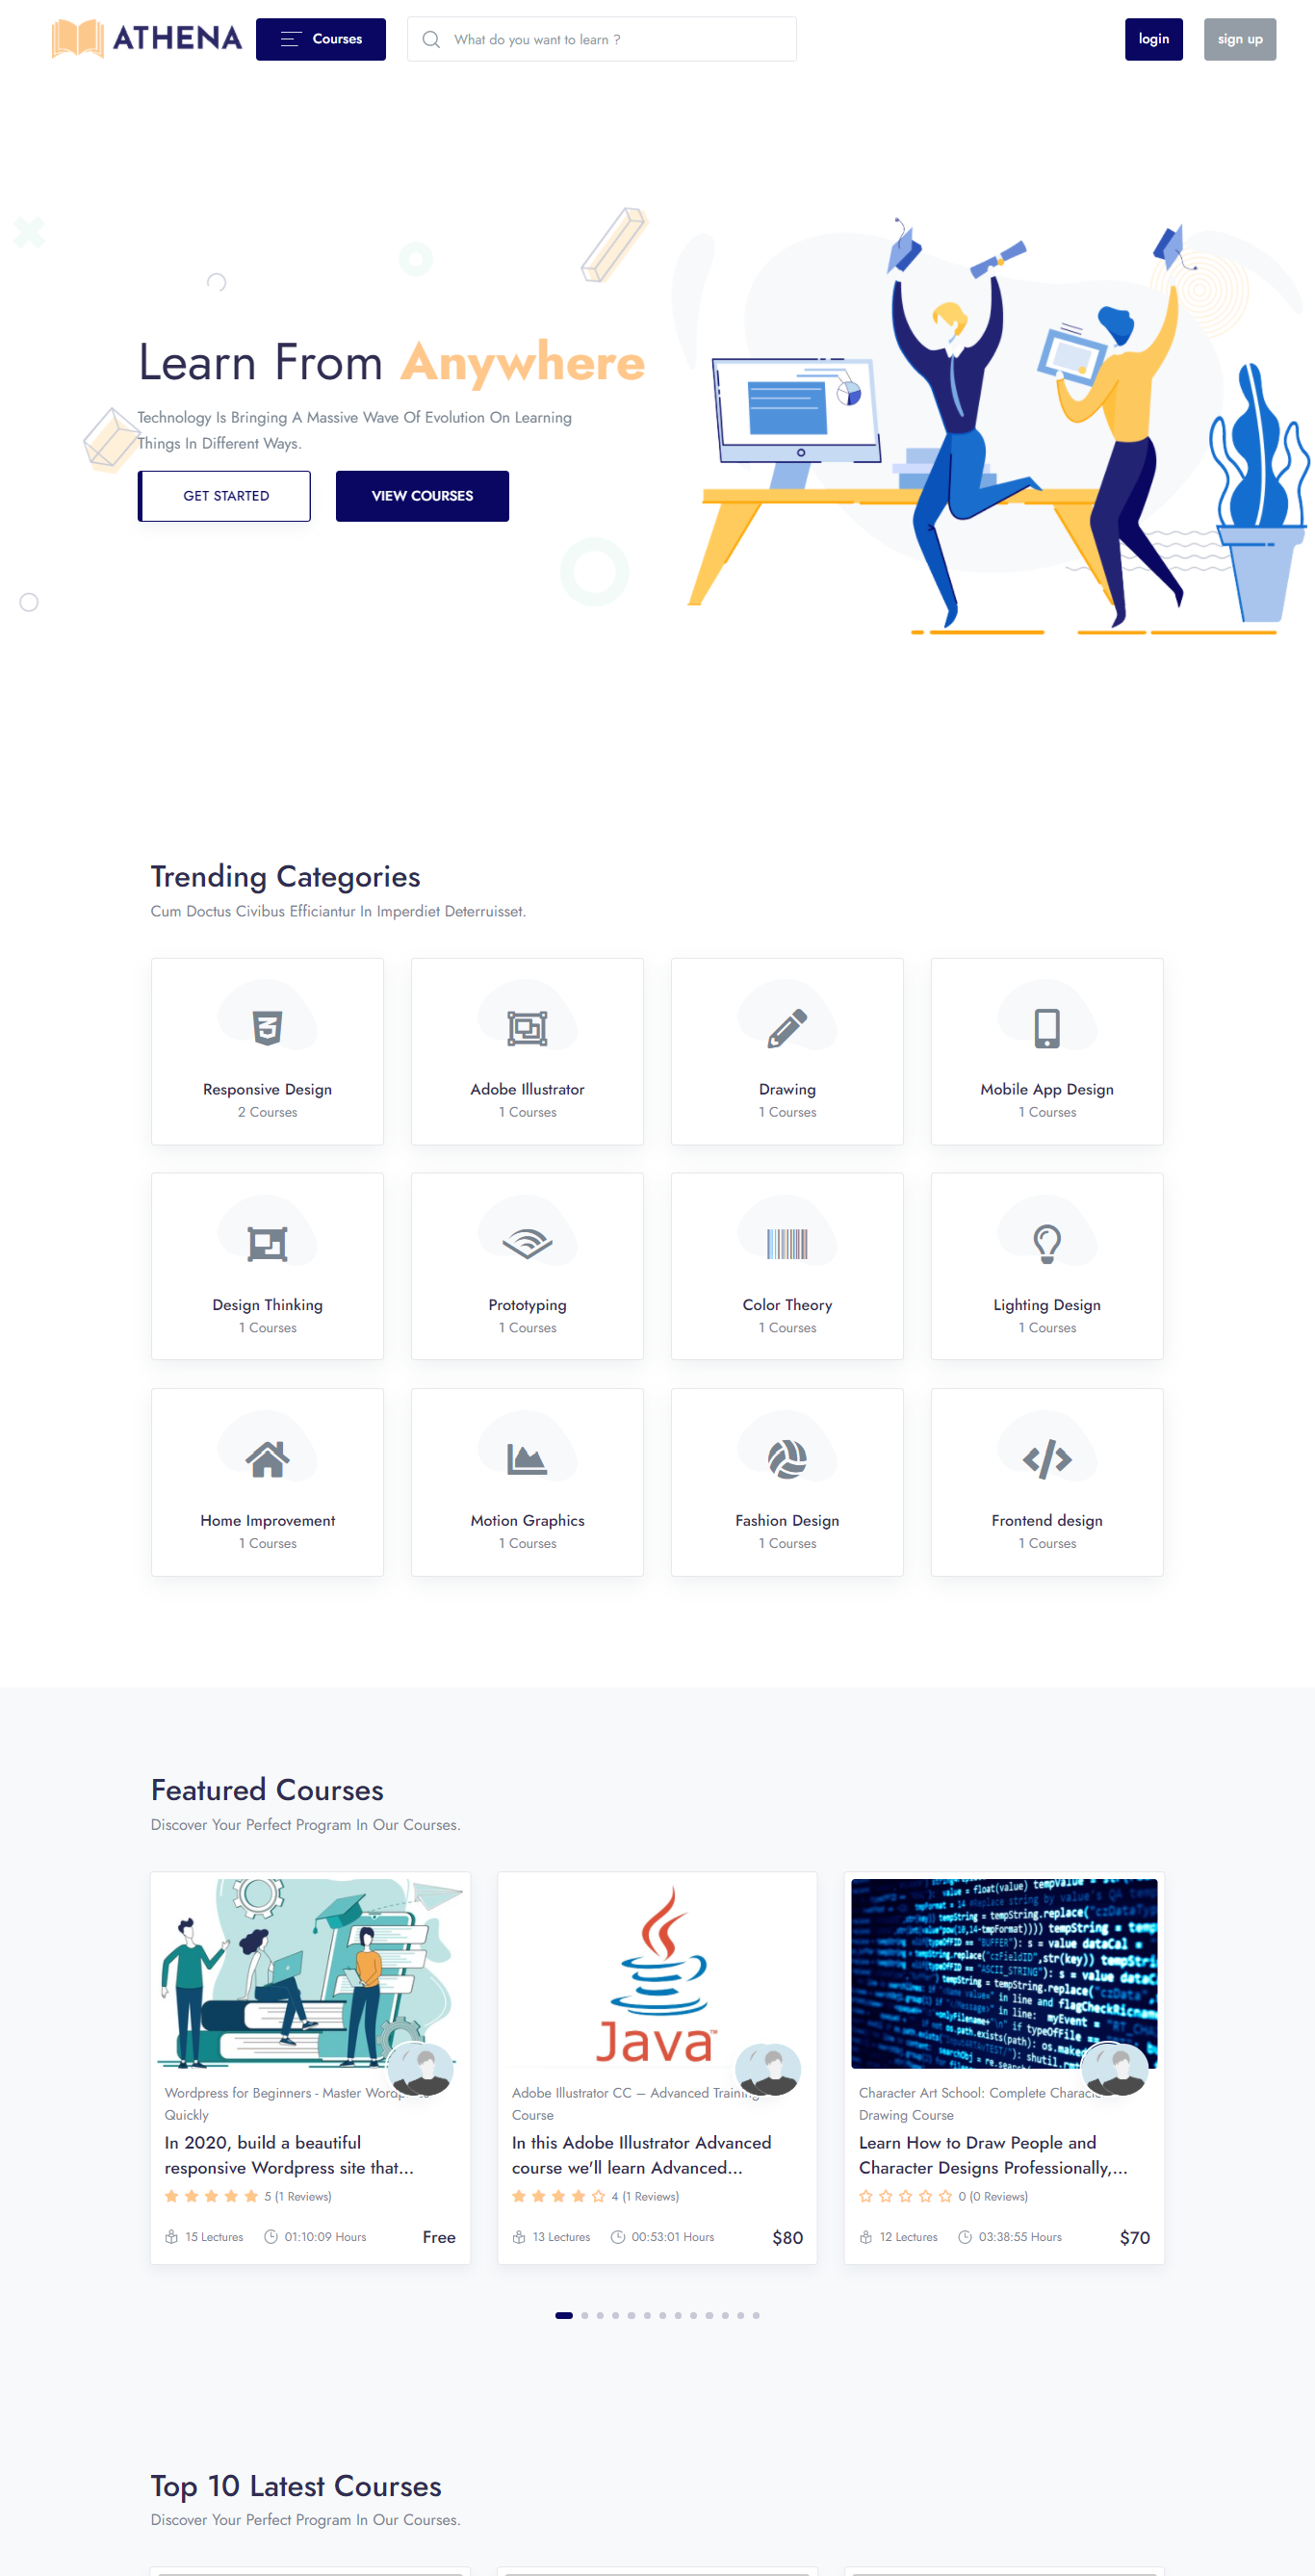 ATHENA
Courses
What do you want to learn ?
login
sign up
Learn From Anywhere
Technology Is Bringing A Massive Wave Of Evolution On Learning
Things In Different Ways.
GET STARTED
VIEW COURSES
Trending Categories
Cum Doctus Civibus Efficiantur In Imperdiet Deterruisset.
Responsive Design
2 Courses
Adobe Illustrator
1 Courses
Drawing
1 Courses
Mobile App Design
1 Courses
Design Thinking
1 Courses
Prototyping
1 Courses
Color Theory
1 Courses
Lighting Design
1 Courses
Home Improvement
1 Courses
Motion Graphics
1 Courses
Fashion Design
1 Courses
Frontend design
1 Courses
Featured Courses
Discover Your Perfect Program In Our Courses.
Wordpress for Beginners - Master
Quickly
In 2020, build a beautiful
responsive Wordpress site that...
5 (1 Reviews)
15 Lectures
01:10:09 Hours
Free
Java™
Adobe Illustrator CC – Advanced Training
Course
In this Adobe Illustrator Advanced
course we'll learn Advanced...
4 (1 Reviews)
13 Lectures
00:53:01 Hours
$80
Character Art School: Complete
Drawing Course
Learn How to Draw People and
Character Designs Professionally,...
0 (0 Reviews)
12 Lectures
03:38:55 Hours
$70
Top 10 Latest Courses
Discover Your Perfect Program In Our Courses.